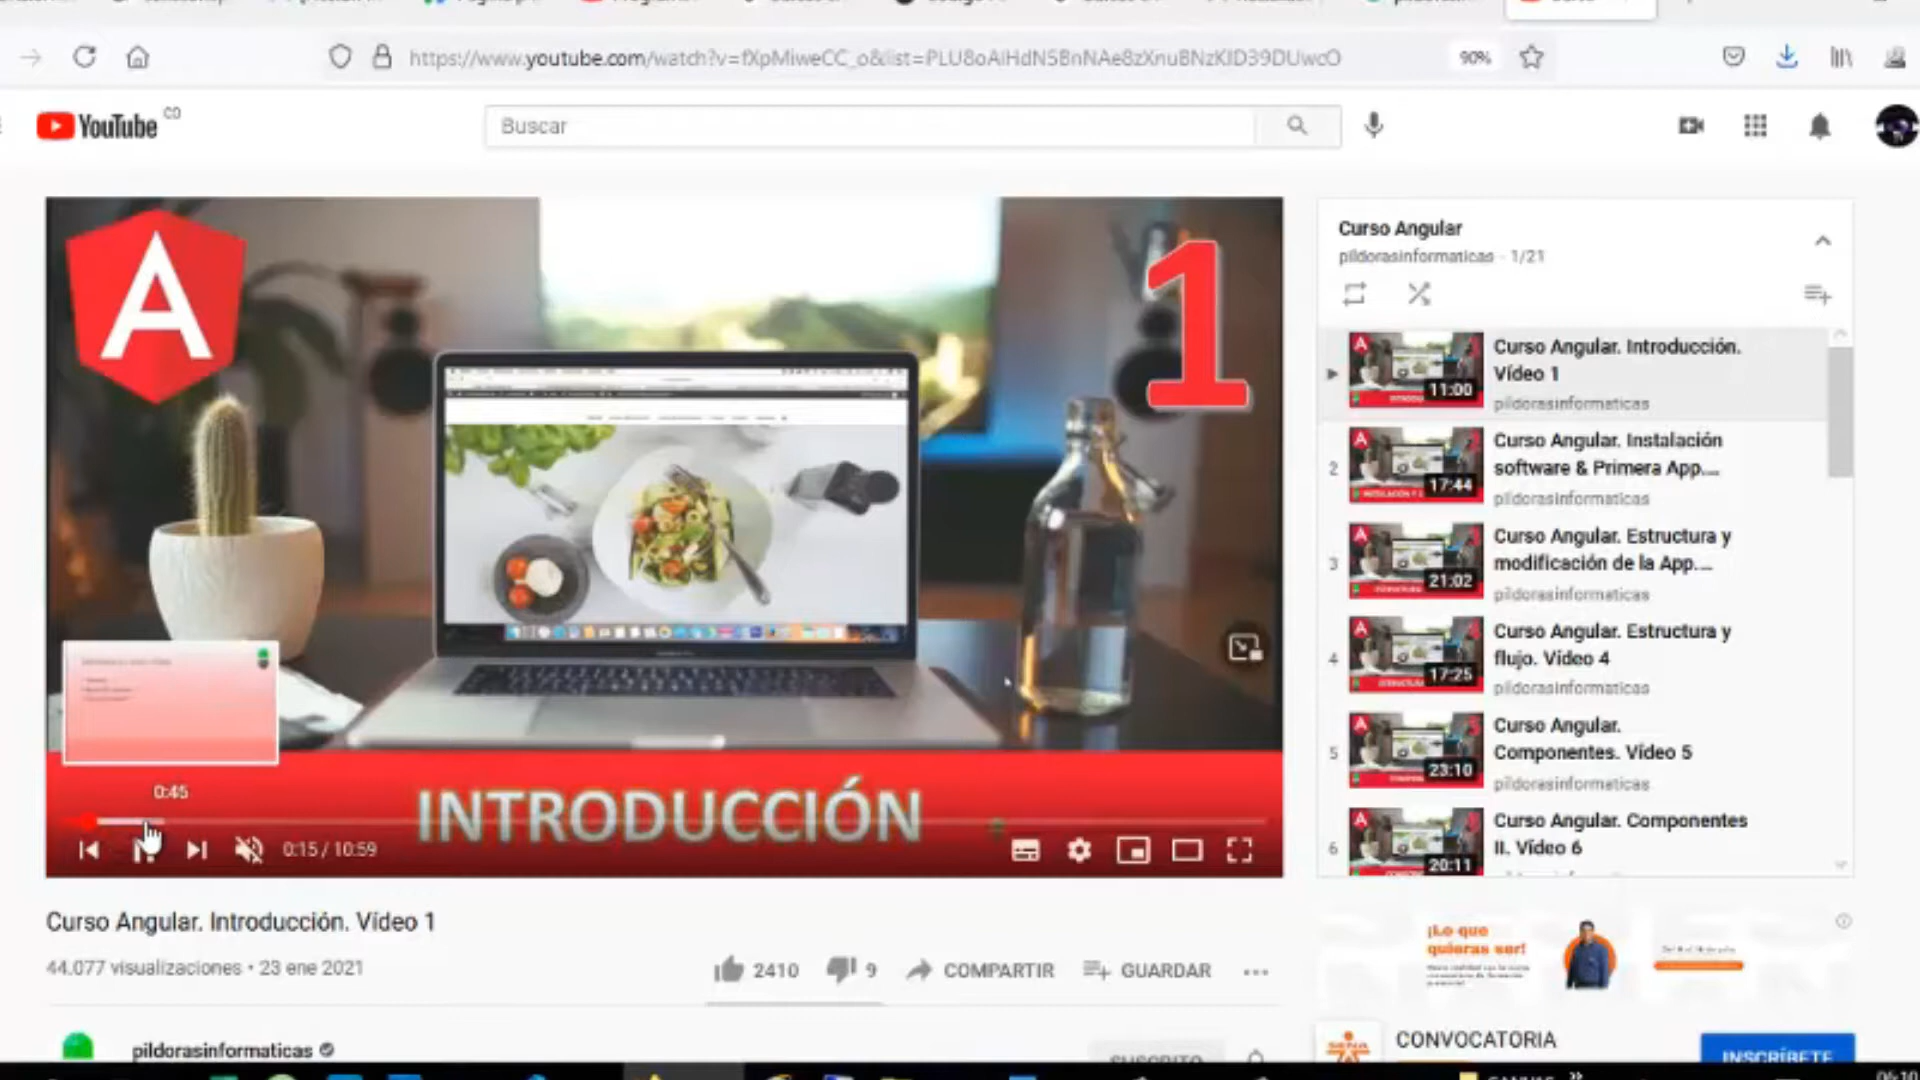 https://www.youtube.com/watch?v=fXpMiweCC_o&list=PLU8oAlHdN5BnNAe8zXnuBNzKID39DUwcO
90%
YouTube CO
Buscar
1
INTRODUCCIÓN
0:45
0:15 / 10:59
Curso Angular. Introducción. Vídeo 1
44.077 visualizaciones • 23 ene 2021
2410
9
COMPARTIR
GUARDAR
pildorasinformaticas
SUSCRITO
Curso Angular
pildorasinformaticas - 1/21
11:00
Curso Angular. Introducción.
Vídeo 1
pildorasinformaticas
2
17:44
Curso Angular. Instalación
software & Primera App....
pildorasinformaticas
3
21:02
Curso Angular. Estructura y
modificación de la App....
pildorasinformaticas
4
17:25
Curso Angular. Estructura y
flujo. Vídeo 4
pildorasinformaticas
5
23:10
Curso Angular.
Componentes. Vídeo 5
pildorasinformaticas
6
20:11
Curso Angular. Componentes
II. Vídeo 6
¡Lo que
quieras ser!
SENA
CONVOCATORIA
INSCRÍBETE
06:10